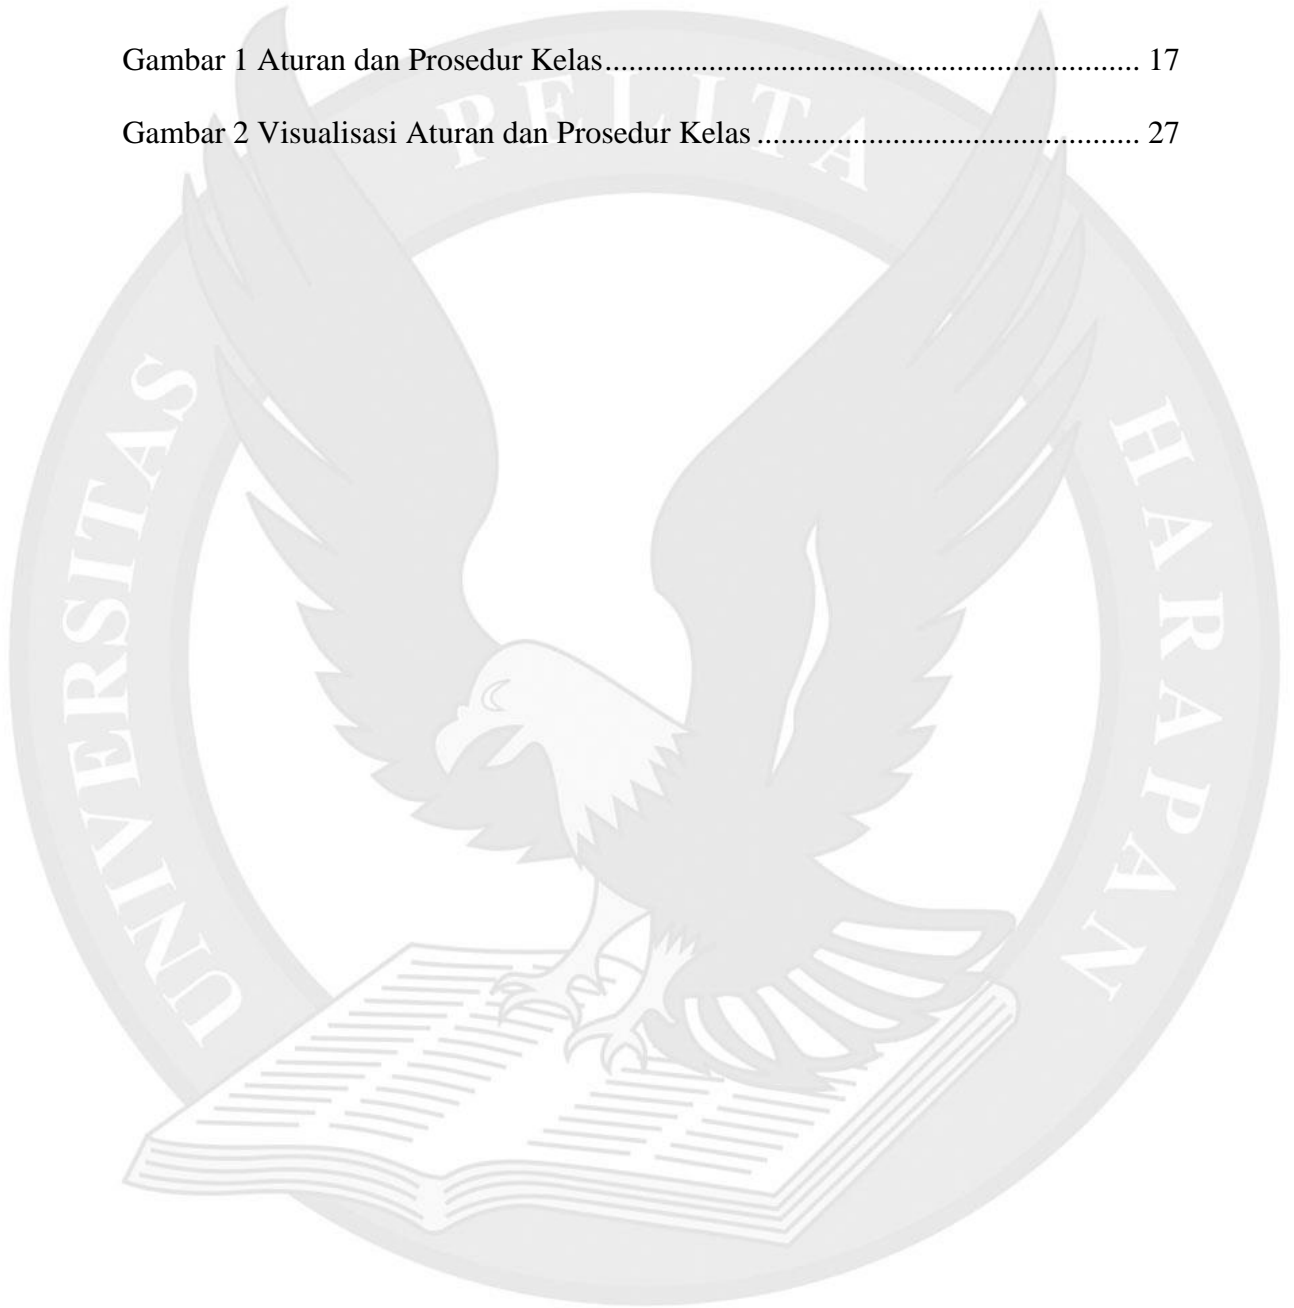 Gambar 1 Aturan dan Prosedur Kelas................................................................... 17
Gambar 2 Visualisasi Aturan dan Prosedur Kelas ................................................ 27
UNIVERSITAS PELITA HARAPAN